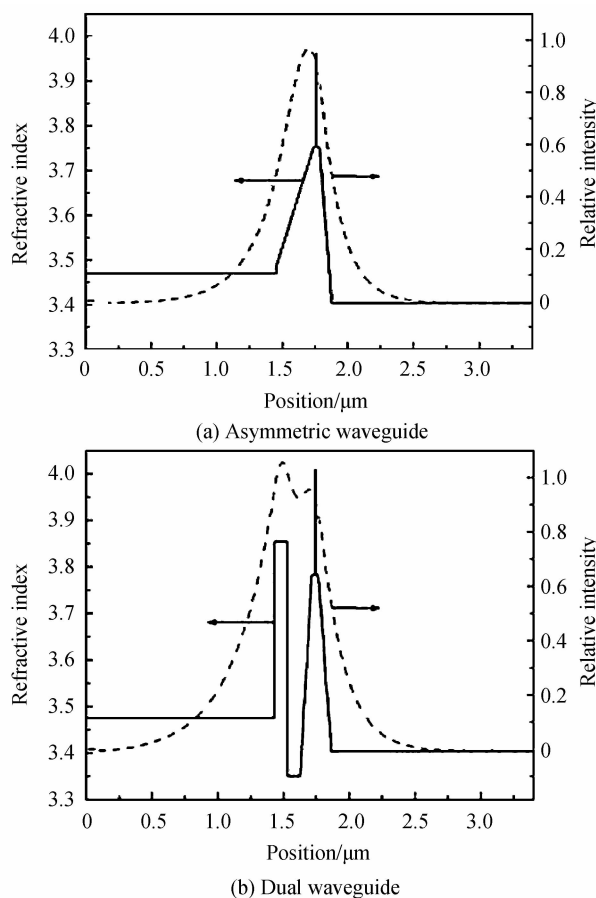 4.0
3.9
3.8
3.7
3.6
3.5
3.4
3.3
Refractive index
1.0
0.8
0.6
0.4
0.2
0
Relative intensity
0 0.5 1.0 1.5 2.0 2.5 3.0
Position/μm
(a) Asymmetric waveguide
4.0
3.9
3.8
3.7
3.6
3.5
3.4
3.3
Refractive index
1.0
0.8
0.6
0.4
0.2
0
Relative intensity
0 0.5 1.0 1.5 2.0 2.5 3.0
Position/μm
(b) Dual waveguide